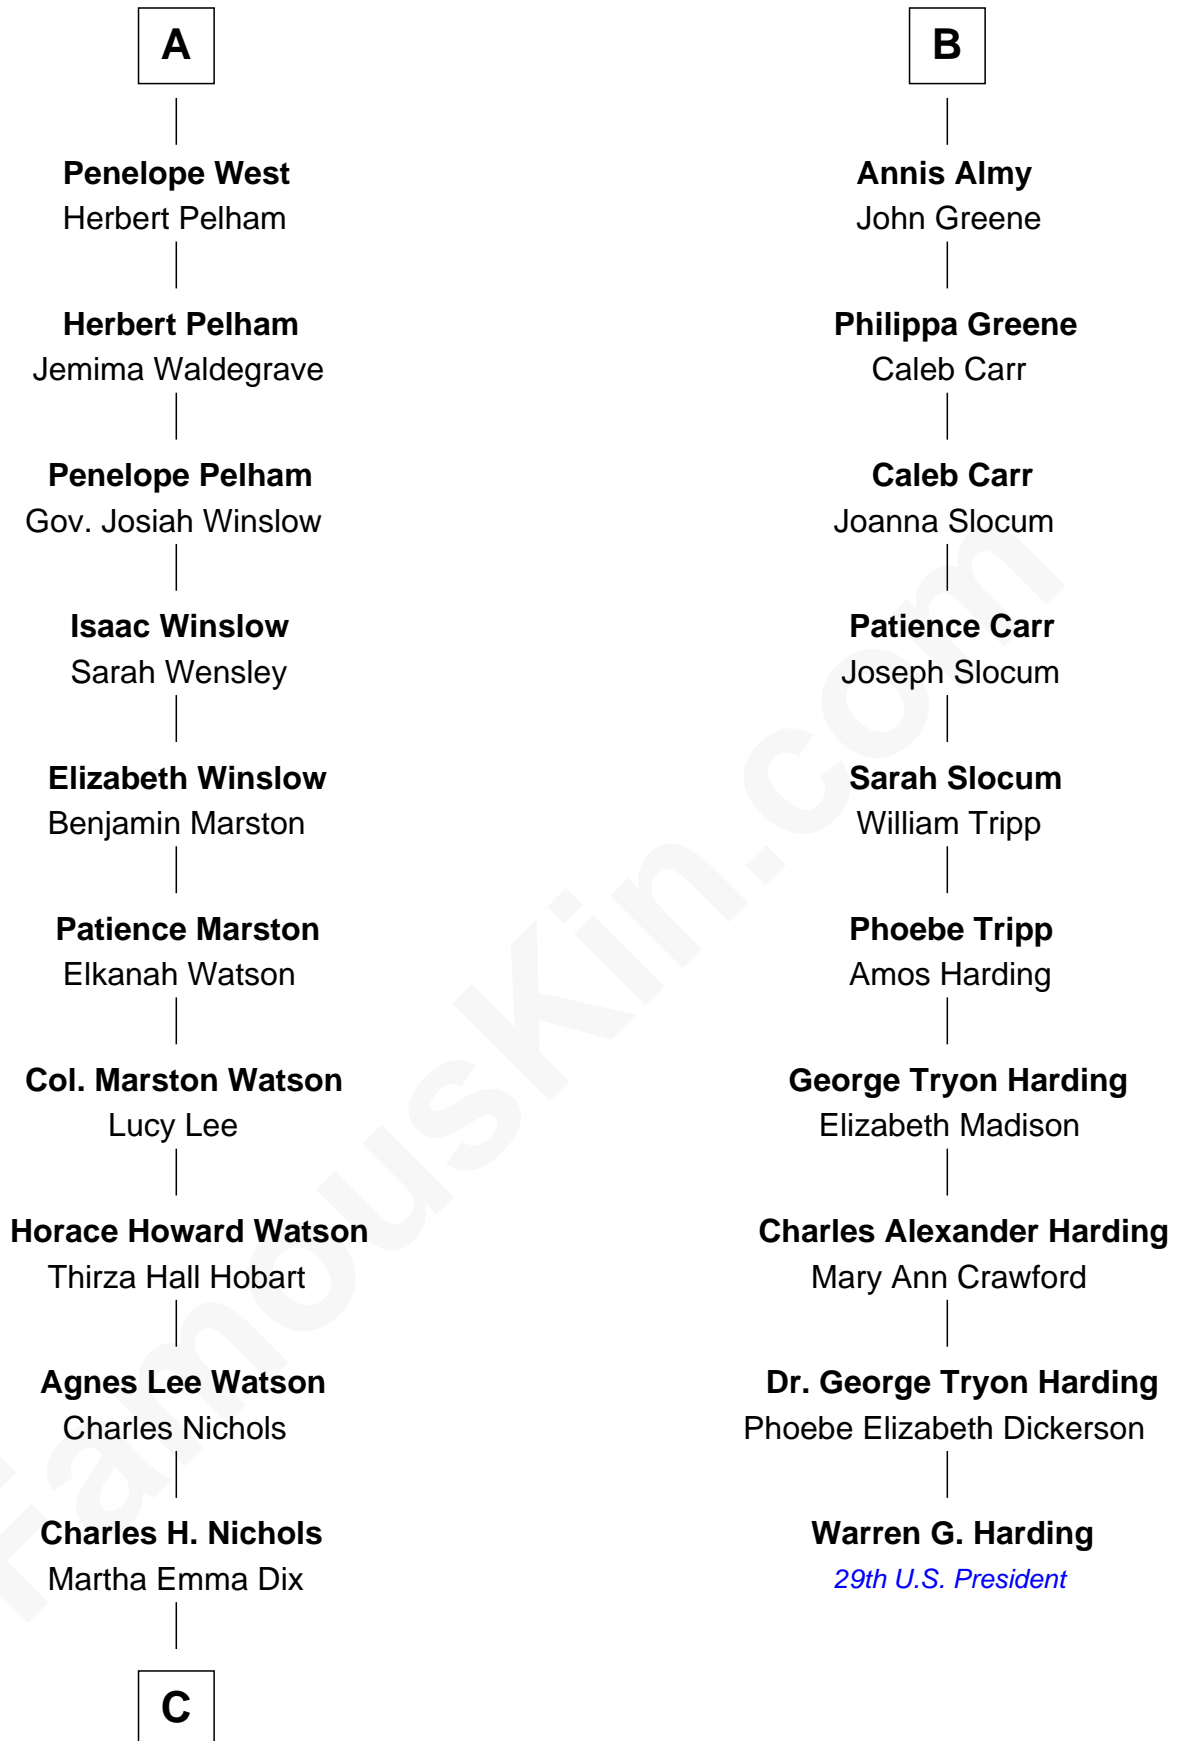 A
Penelope West
Herbert Pelham
Herbert Pelham
Jemima Waldegrave
Penelope Pelham
Gov. Josiah Winslow
Isaac Winslow
Sarah Wensley
Elizabeth Winslow
Benjamin Marston
Patience Marston
Elkanah Watson
Col. Marston Watson
Lucy Lee
Horace Howard Watson
Thirza Hall Hobart
Agnes Lee Watson
Charles Nichols
Charles H. Nichols
Martha Emma Dix
C
B
Annis Almy
John Greene
Philippa Greene
Caleb Carr
Caleb Carr
Joanna Slocum
Patience Carr
Joseph Slocum
Sarah Slocum
William Tripp
Phoebe Tripp
Amos Harding
George Tryon Harding
Elizabeth Madison
Charles Alexander Harding
Mary Ann Crawford
Dr. George Tryon Harding
Phoebe Elizabeth Dickerson
Warren G. Harding
29th U.S. President
FamousKin.com